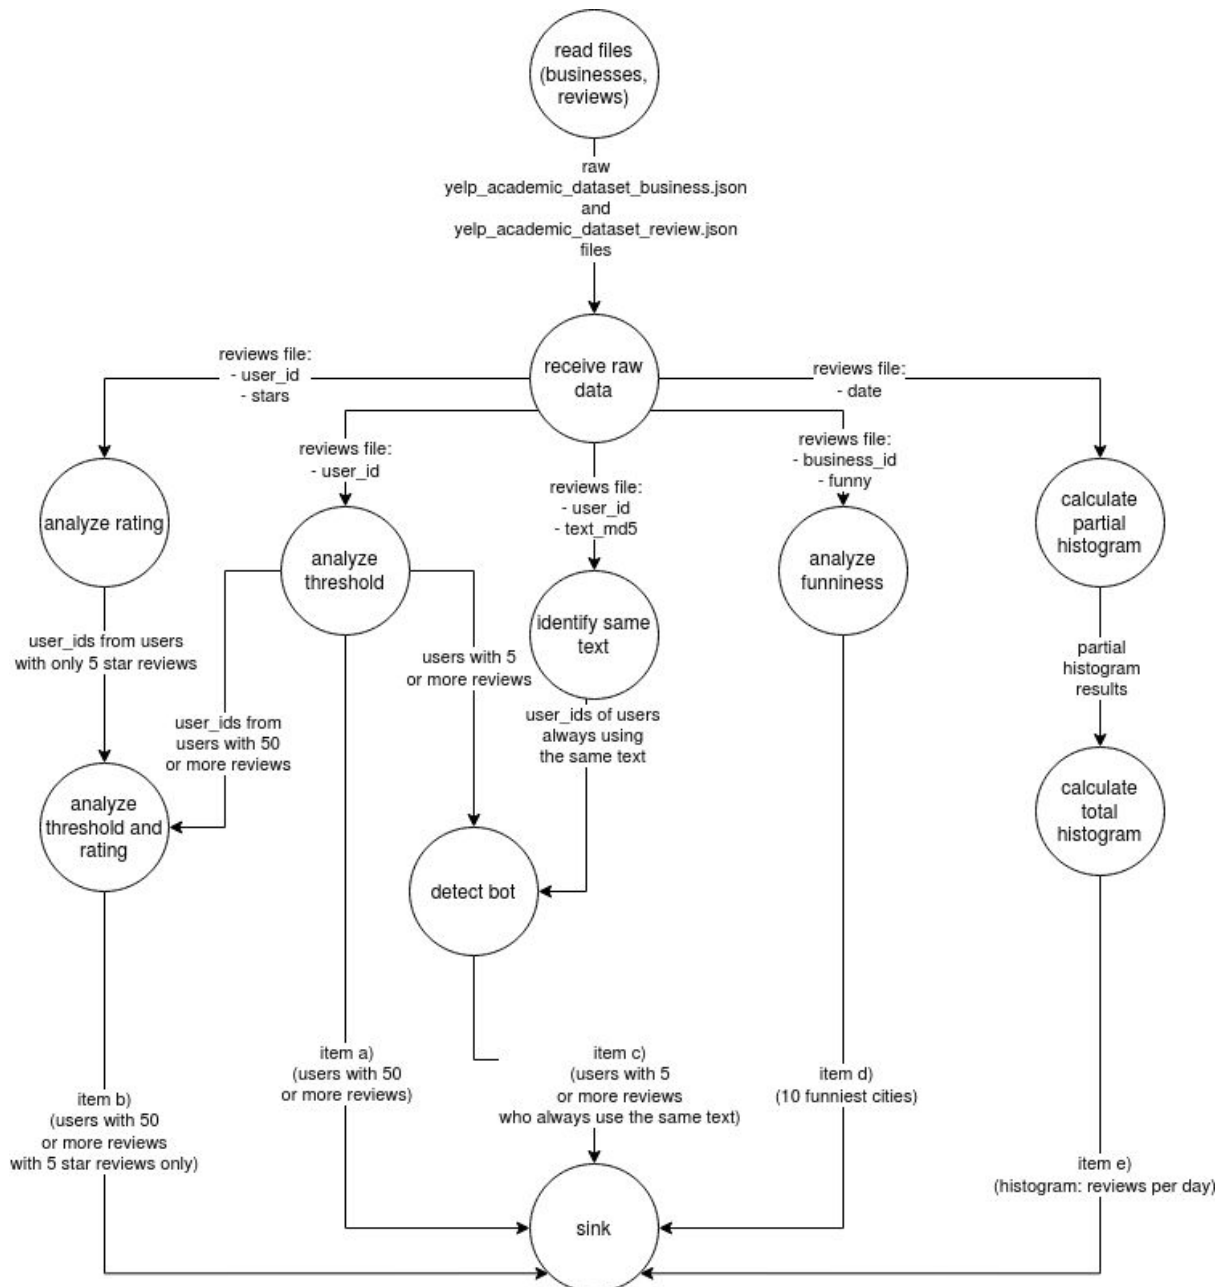 read files
(businesses,
reviews)
raw
yelp_academic_dataset_business.json
and
yelp_academic_dataset_review.json
files
receive raw
data
reviews file:
- user_id
- stars
reviews file:
- date
reviews file:
- user_id
reviews file:
- user_id
- text_md5
reviews file:
- business_id
- funny
analyze rating
analyze
threshold
identify same
text
analyze
funniness
calculate
partial
histogram
user_ids from users
with only 5 star reviews
user_ids from
users with 50
or more reviews
users with 5
or more reviews
user_ids of users
always using
the same text
partial
histogram
results
analyze
threshold and
rating
detect bot
calculate
total
histogram
item b)
(users with 50
or more reviews
with 5 star reviews only)
item a)
(users with 50
or more reviews)
item c)
(users with 5
or more reviews
who always use the same text)
item d)
(10 funniest cities)
item e)
(histogram: reviews per day)
sink